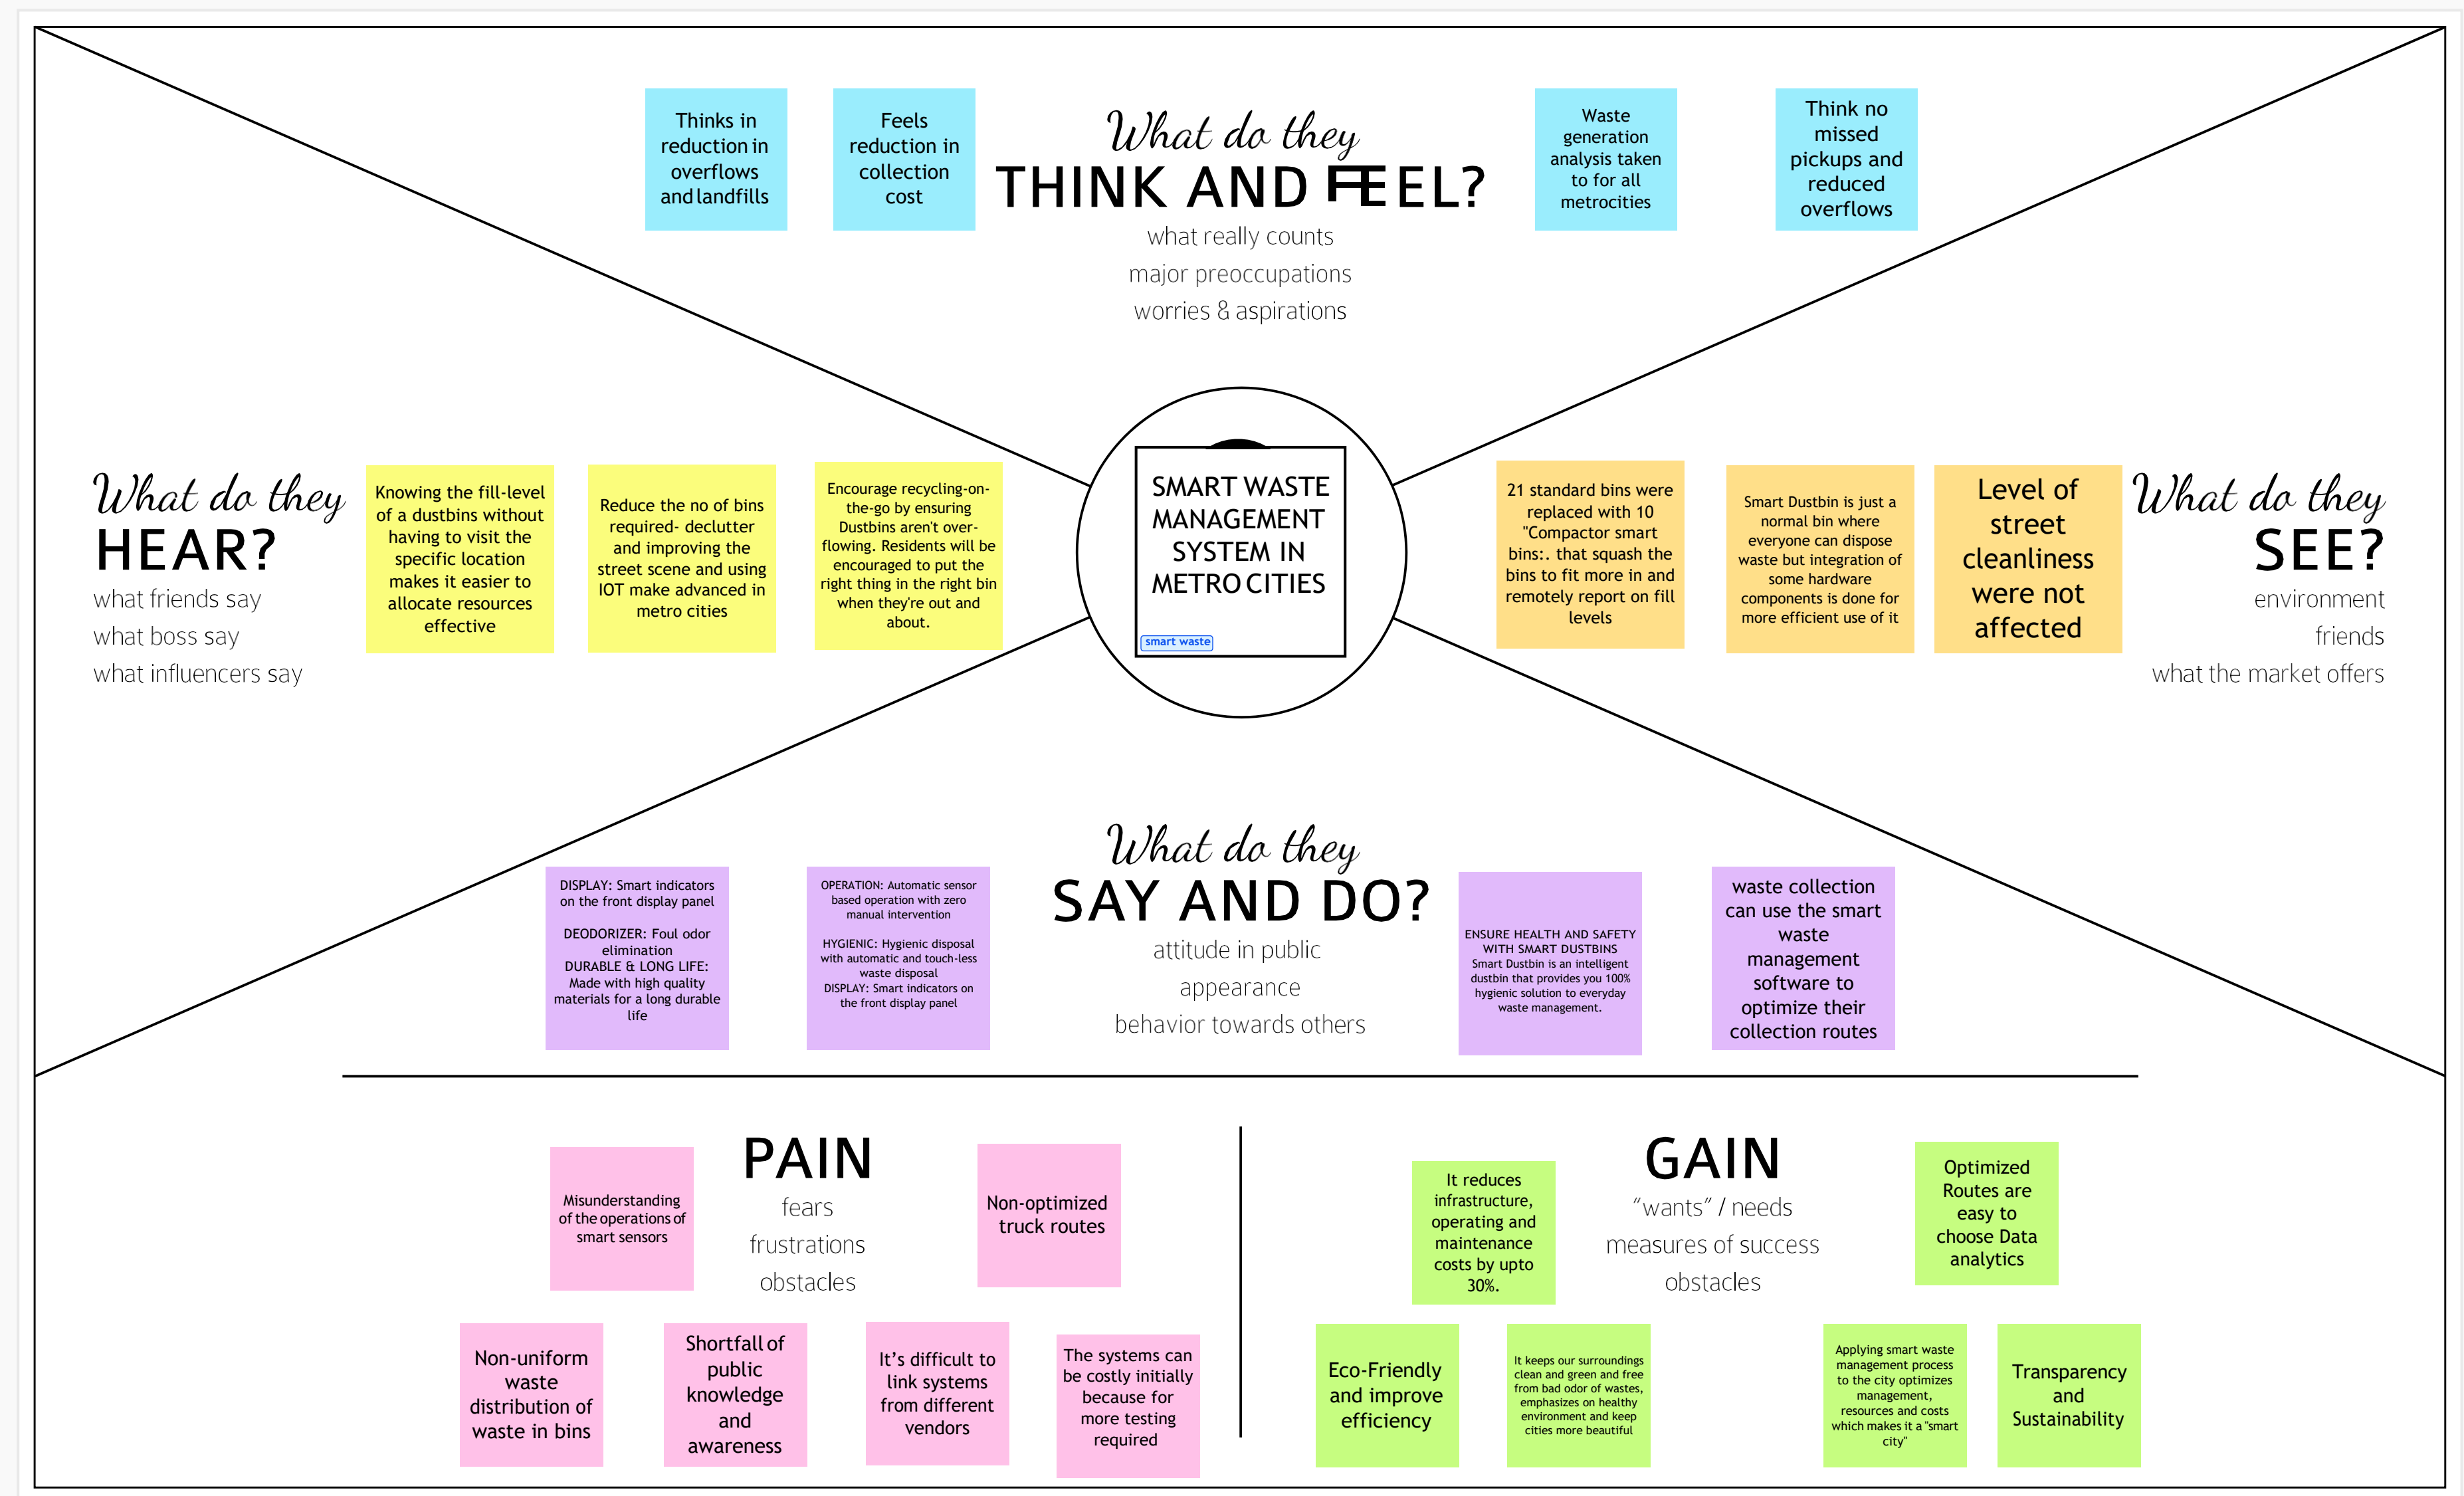 Thinks in
reduction in
overflows
and landfills
Feels
reduction in
collection
cost
What do they
THINK AND FEEL?
what really counts
major preoccupations
worries & aspirations
Waste
generation
analysis taken
to for all
metrocities
Think no
missed
pickups and
reduced
overflows
What do they
HEAR?
what friends say
what boss say
what influencers say
Knowing the fill-level
of a dustbins without
having to visit the
specific location
makes it easier to
allocate resources
effective
Reduce the no of bins
required- declutter
and improving the
street scene and using
IOT make advanced in
metro cities
Encourage recycling-on-
the-go by ensuring
Dustbins aren't over-
flowing. Residents will be
encouraged to put the
right thing in the right bin
when they're out and
about.
SMART WASTE
MANAGEMENT
SYSTEM IN
METRO CITIES
smart waste
21 standard bins were
replaced with 10
"Compactor smart
bins:. that squash the
bins to fit more in and
remotely report on fill
levels
Smart Dustbin is just a
normal bin where
everyone can dispose
waste but integration of
some hardware
components is done for
more efficient use of it
Level of
street
cleanliness
were not
affected
What do they
SEE?
environment
friends
what the market offers
DISPLAY: Smart indicators
on the front display panel
DEODORIZER: Foul odor
elimination
DURABLE & LONG LIFE:
Made with high quality
materials for a long durable
life
OPERATION: Automatic sensor
based operation with zero
manual intervention
HYGIENIC: Hygienic disposal
with automatic and touch-less
waste disposal
DISPLAY: Smart indicators on
the front display panel
What do they
SAY AND DO?
attitude in public
appearance
behavior towards others
ENSURE HEALTH AND SAFETY
WITH SMART DUSTBINS
Smart Dustbin is an intelligent
dustbin that provides you 100%
hygienic solution to everyday
waste management.
waste collection
can use the smart
waste
management
software to
optimize their
collection routes
PAIN
fears
frustrations
obstacles
Misunderstanding
of the operations of
smart sensors
Non-optimized
truck routes
Non-uniform
waste
distribution of
waste in bins
Shortfall of
public
knowledge
and
awareness
It's difficult to
link systems
from different
vendors
The systems can
be costly initially
because for
more testing
required
GAIN
“wants” / needs
measures of success
obstacles
It reduces
infrastructure,
operating and
maintenance
costs by upto
30%.
Optimized
Routes are
easy to
choose Data
analytics
Eco-Friendly
and improve
efficiency
It keeps our surroundings
clean and green and free
from bad odor of wastes,
emphasizes on healthy
environment and keep
cities more beautiful
Applying smart waste
management process
to the city optimizes
management,
resources and costs
which makes it a "smart
city"
Transparency
and
Sustainability